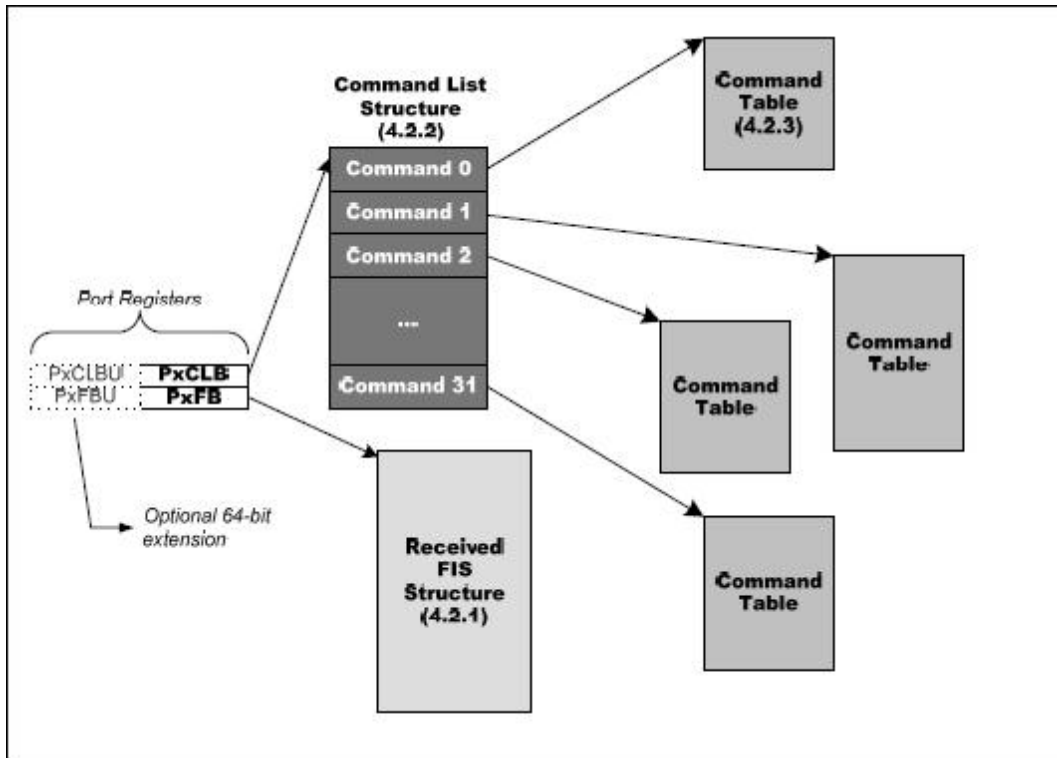 Command List
Structure
(4.2.2)
Command 0
Command 1
Command 2
...
Command 31
Command
Table
(4.2.3)
Command
Table
Command
Table
Command
Table
Port Registers
PxCLBU PxCLB
PxFBU PxFB
Optional 64-bit
extension
Received
FIS
Structure
(4.2.1)